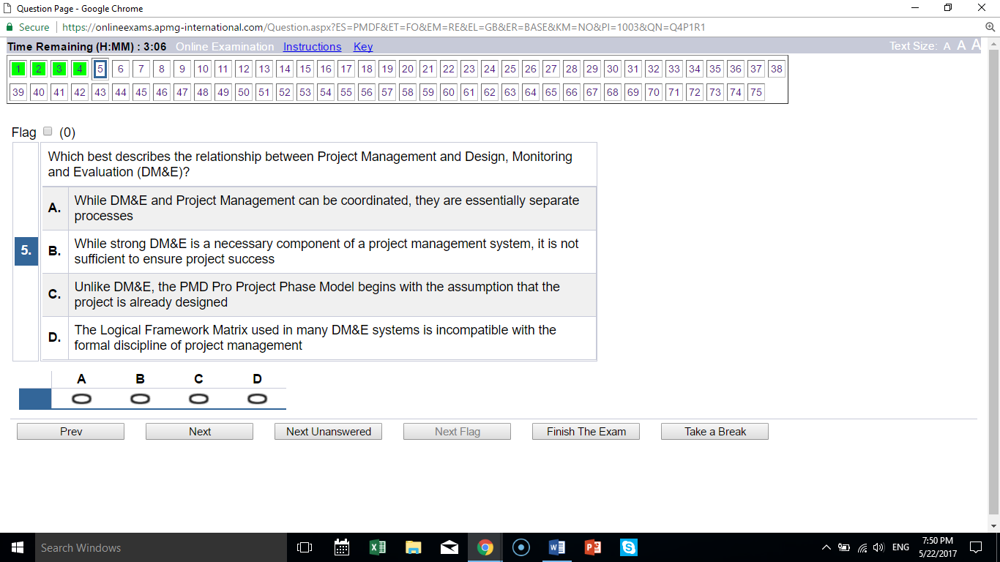 Question Page - Google Chrome
Secure https://onlineexams.apmg-international.com/Question.aspx?ES=PMDF&ET=FO&EM=RE&EL=GB&ER=BASE&KM=NO&PI=1003&QN=Q4P1R1
Time Remaining (H:MM) : 3:06 Online Examination Instructions Key Text Size: A A A
1 2 3 4 5 6 7 8 9 10 11 12 13 14 15 16 17 18 19 20 21 22 23 24 25 26 27 28 29 30 31 32 33 34 35 36 37 38
39 40 41 42 43 44 45 46 47 48 49 50 51 52 53 54 55 56 57 58 59 60 61 62 63 64 65 66 67 68 69 70 71 72 73 74 75
Flag (0)
Which best describes the relationship between Project Management and Design, Monitoring
and Evaluation (DM&E)?
A. While DM&E and Project Management can be coordinated, they are essentially separate
processes
5.
B. While strong DM&E is a necessary component of a project management system, it is not
sufficient to ensure project success
C. Unlike DM&E, the PMD Pro Project Phase Model begins with the assumption that the
project is already designed
D. The Logical Framework Matrix used in many DM&E systems is incompatible with the
formal discipline of project management
A B C D
Prev Next Next Unanswered Next Flag Finish The Exam Take a Break
Search Windows
ENG
7:50 PM
5/22/2017